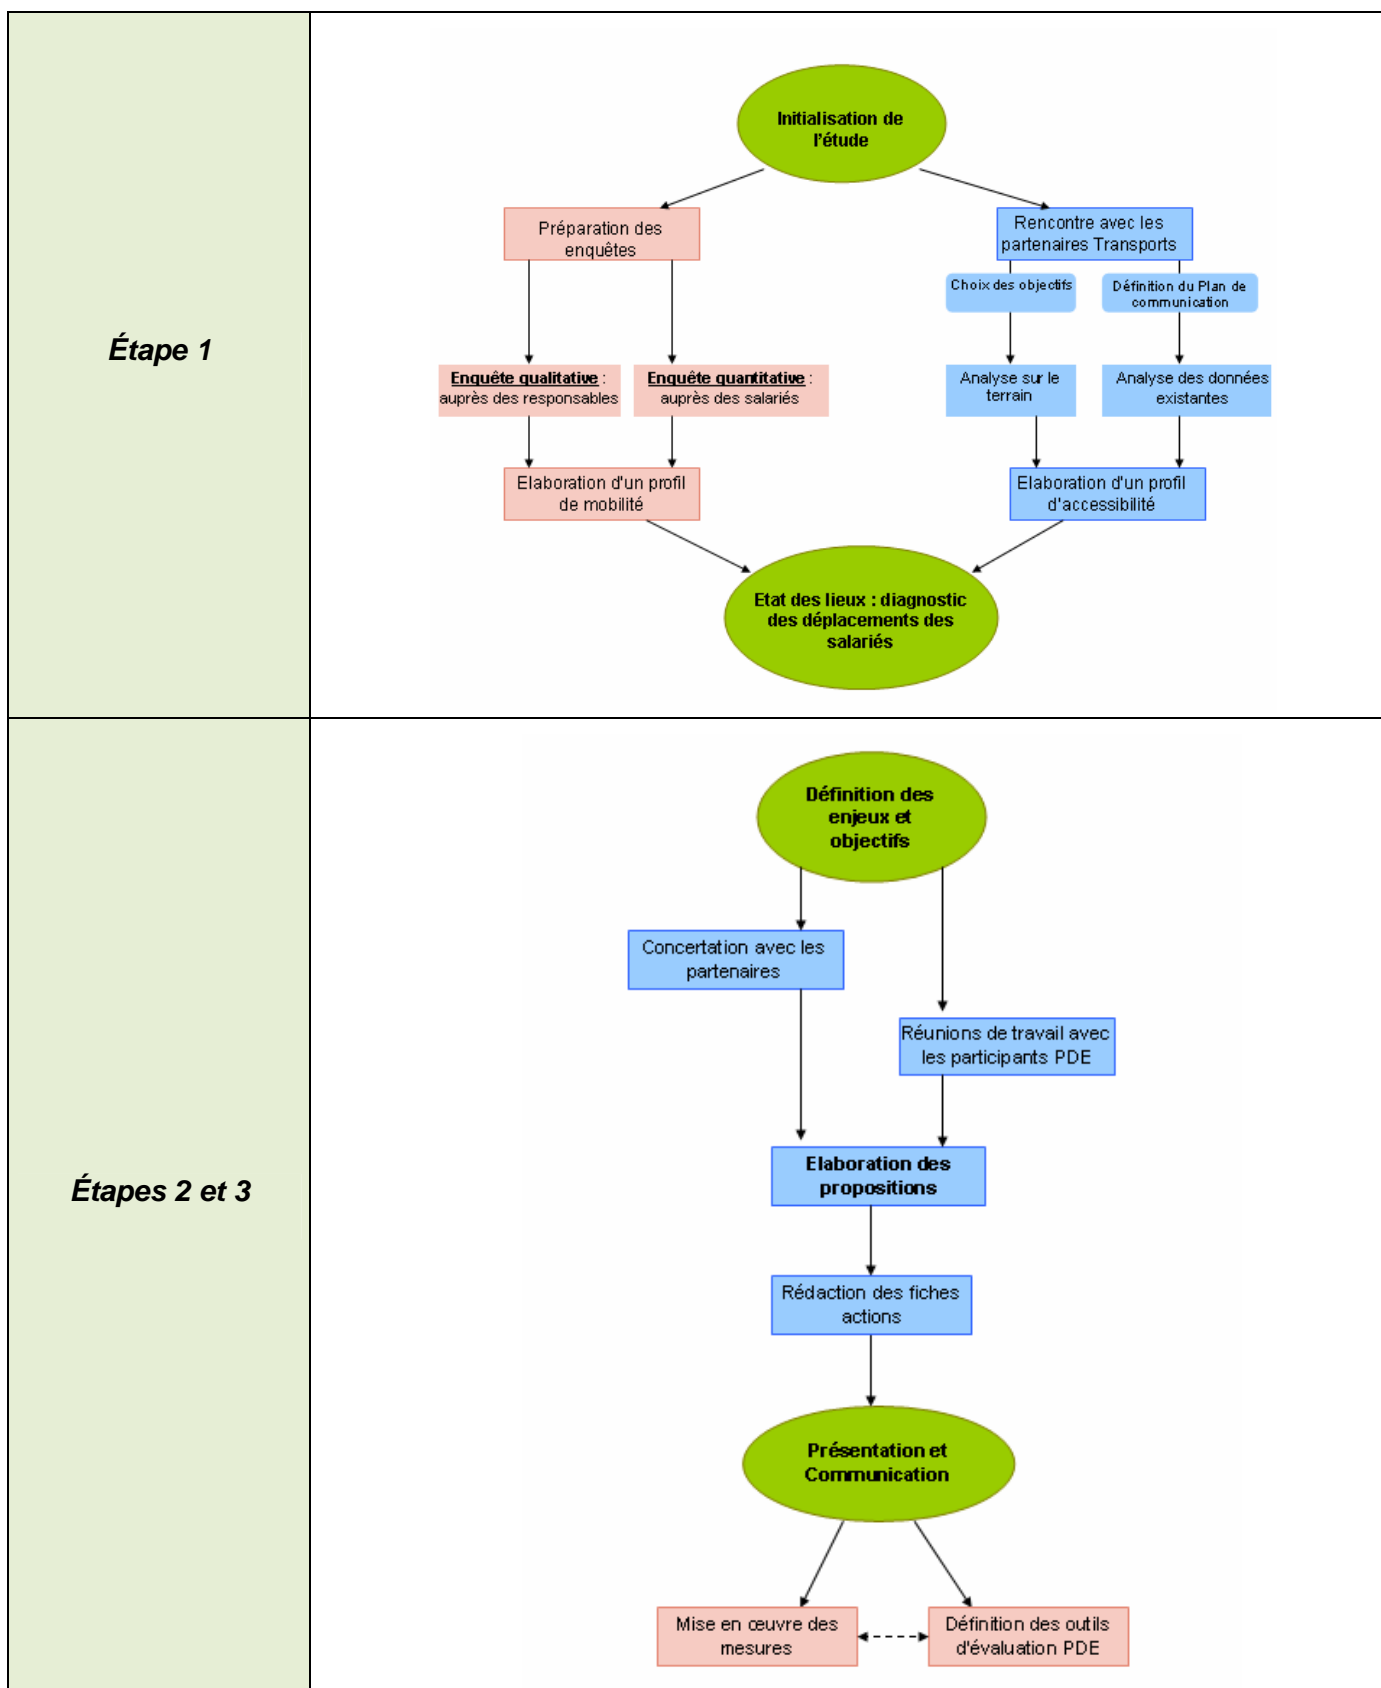 Étape 1
Initialisation de
l'étude
Préparation des
enquêtes
Rencontre avec les
partenaires Transports
Choix des objectifs
Définition du Plan de
communication
Enquête qualitative :
auprès des responsables
Enquête quantitative :
auprès des salariés
Analyse sur le
terrain
Analyse des données
existantes
Elaboration d'un profil
de mobilité
Elaboration d'un profil
d'accessibilité
Etat des lieux : diagnostic
des déplacements des
salariés
Étapes 2 et 3
Définition des
enjeux et
objectifs
Concertation avec les
partenaires
Réunions de travail avec
les participants PDE
Elaboration des
propositions
Rédaction des fiches
actions
Présentation et
Communication
Mise en œuvre des
mesures
Définition des outils
d'évaluation PDE